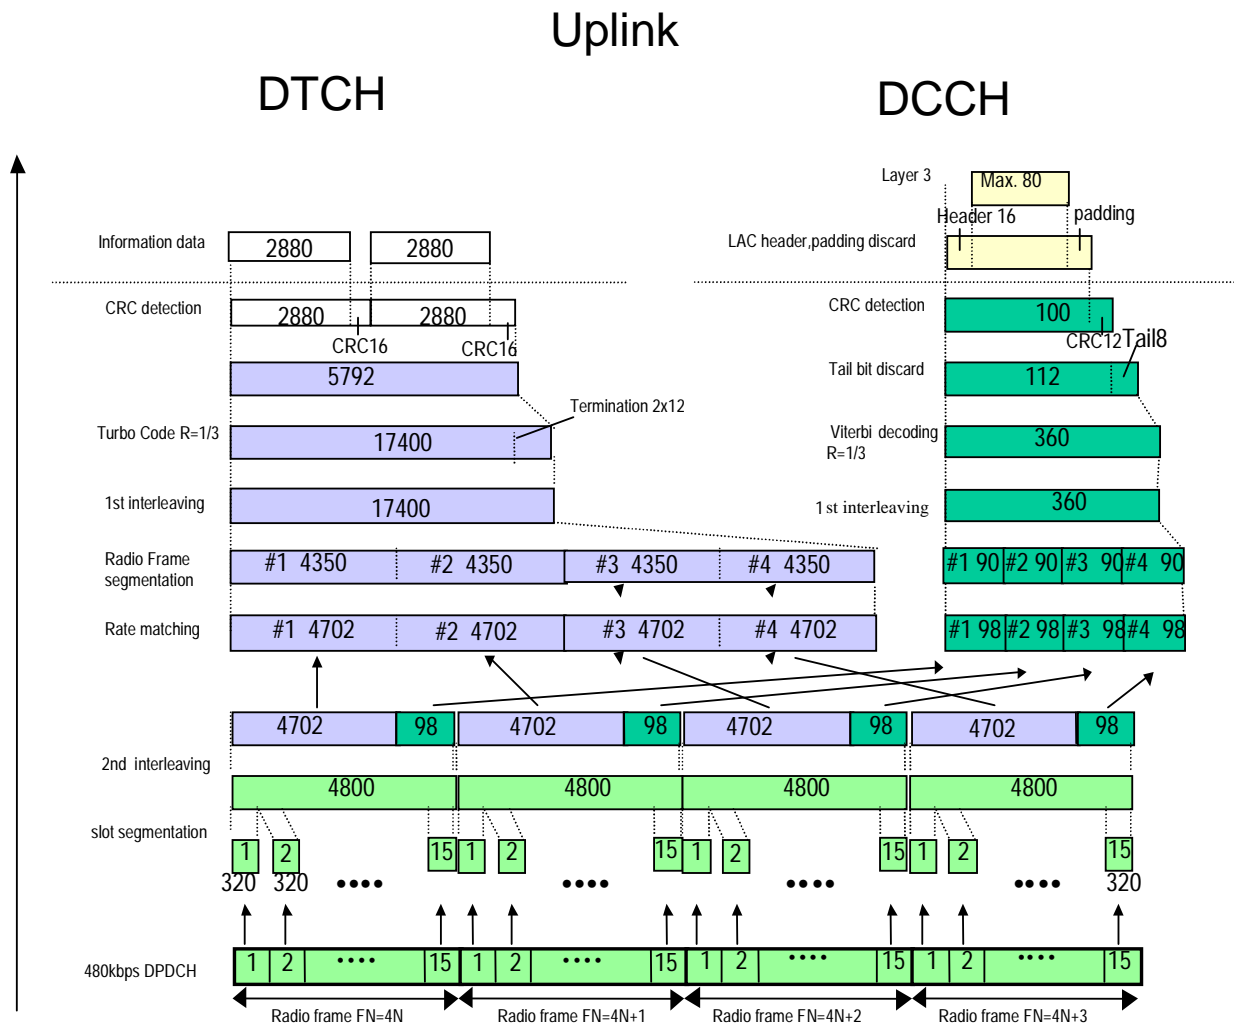 Uplink
DTCH
DCCH
Layer 3
Max. 80
Header 16
padding
Information data
2880
2880
LAC header,padding discard
CRC detection
2880
2880
CRC16
CRC16
CRC detection
100
CRC12
Tail8
5792
Tail bit discard
112
Termination 2x12
Turbo Code R=1/3
17400
Viterbi decoding
R=1/3
360
1st interleaving
17400
1st interleaving
360
Radio Frame
segmentation
#1 4350
#2 4350
#3 4350
#4 4350
#1 90
#2 90
#3 90
#4 90
Rate matching
#1 4702
#2 4702
#3 4702
#4 4702
#1 98
#2 98
#3 98
#4 98
4702
98
4702
98
4702
98
4702
98
2nd interleaving
4800
4800
4800
4800
slot segmentation
1
2
15
1
2
15
1
2
15
1
2
15
320
320
••••
••••
••••
••••
320
480kbps DPDCH
1
2
••••
15
1
2
••••
15
1
2
••••
15
1
2
••••
15
Radio frame FN=4N
Radio frame FN=4N+1
Radio frame FN=4N+2
Radio frame FN=4N+3